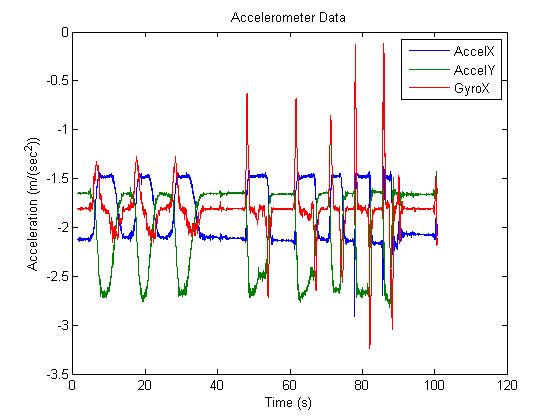 Accelerometer Data
0
-0.5
-1
-1.5
-2
-2.5
-3
-3.5
Acceleration (m/(sec²))
AccelX
AccelY
GyroX
0 20 40 60 80 100 120
Time (s)